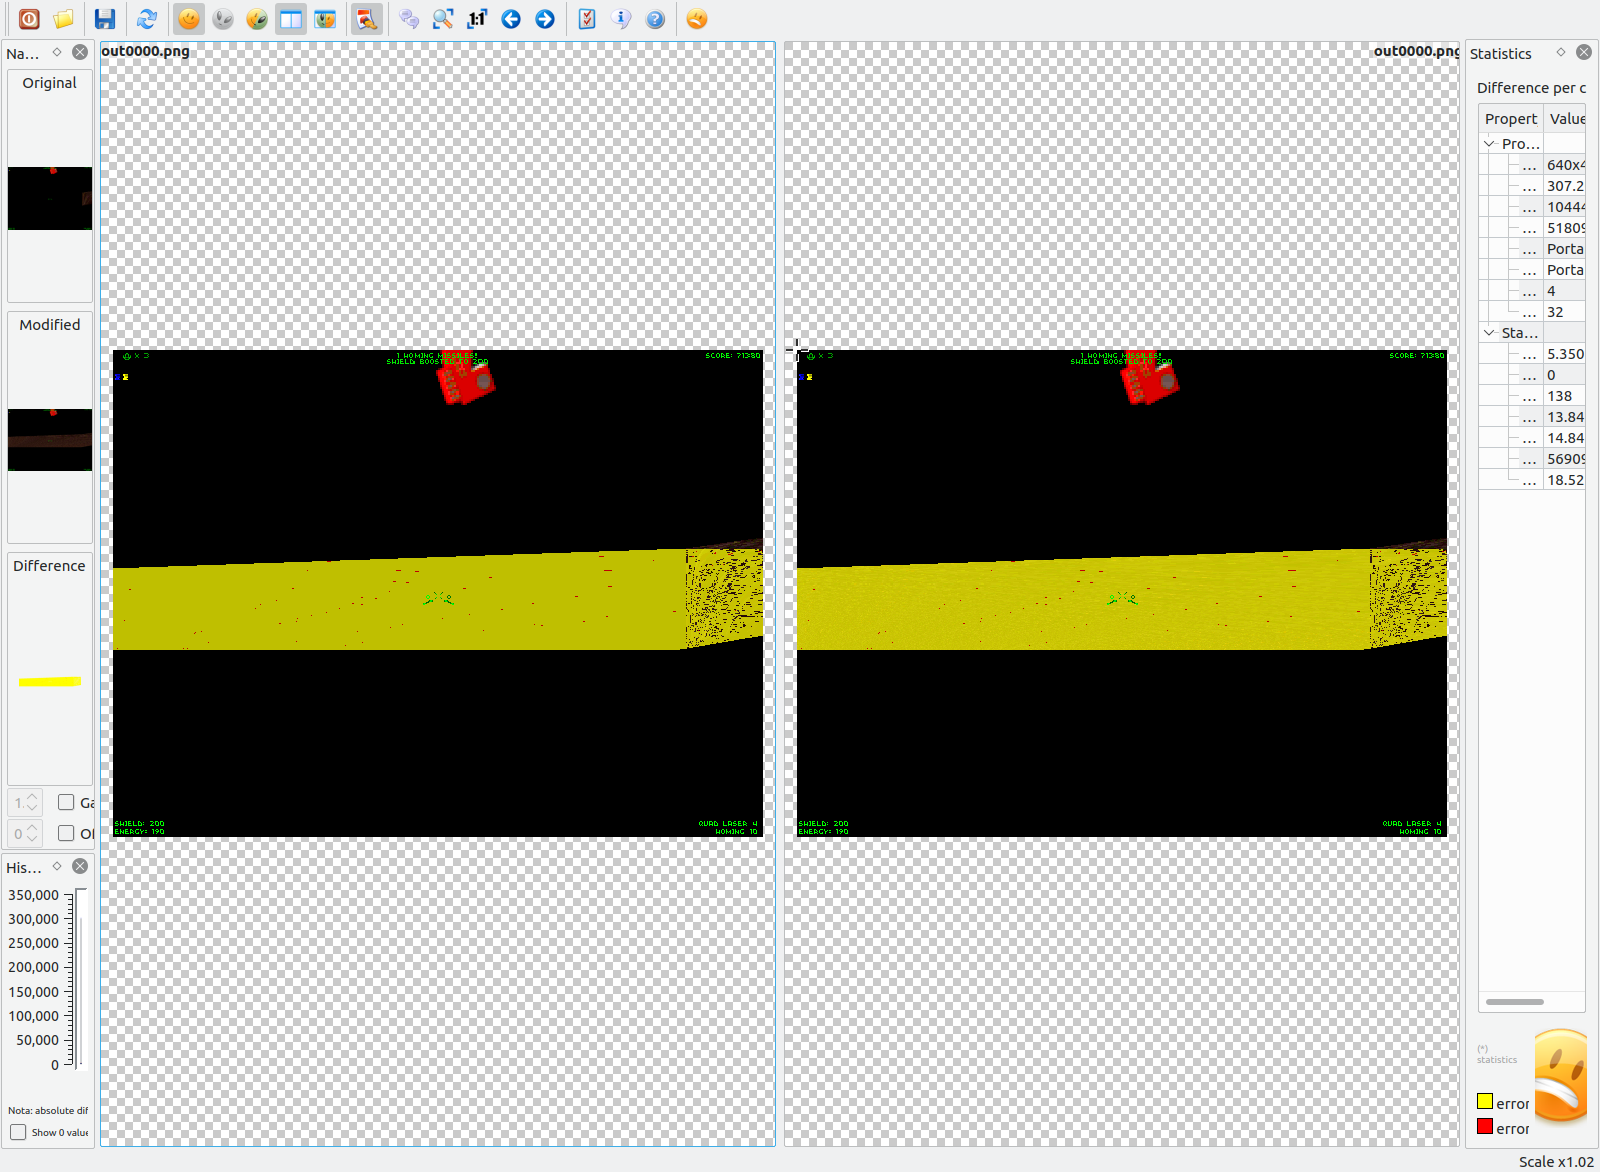 1:1
Na...
Original
Modified
Difference
1.
Ga
0
Of
His...
350,000
300,000
250,000
200,000
150,000
100,000
50,000
0
Nota: absolute dif
Show 0 value
out0000.png
x 3
1 HOMING MISSILES!
SHIELD BOOSTED TO 200
SCORE: 71380
SHIELD: 200
ENERGY: 190
QUAD LASER 4
HOMING 10
out0000.png
x 3
1 HOMING MISSILES!
SHIELD BOOSTED TO 200
SCORE: 71380
SHIELD: 200
ENERGY: 190
QUAD LASER 4
HOMING 10
Statistics
Difference per c
Propert Value
Pro...
... 640x4
... 307.2
... 10444
... 51809
... Porta
... Porta
... 4
... 32
Sta...
... 5.350
... 0
... 138
... 13.84
... 14.84
... 56909
... 18.52
(*)
statistics
error
error
Scale x1.02